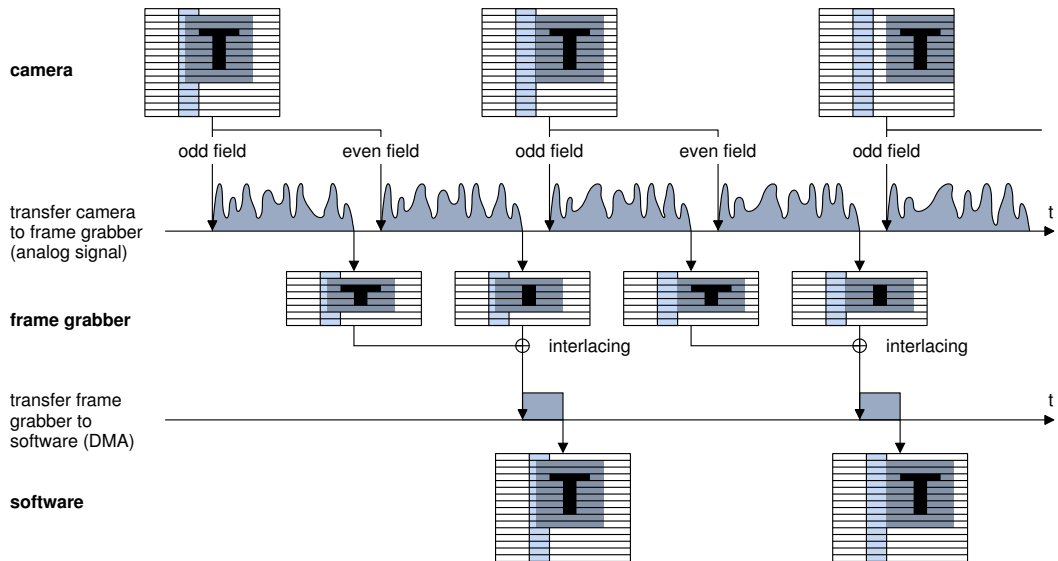 camera
odd field
even field
odd field
even field
odd field
transfer camera
to frame grabber
(analog signal)
t
frame grabber
interlacing
interlacing
transfer frame
grabber to
software (DMA)
t
software